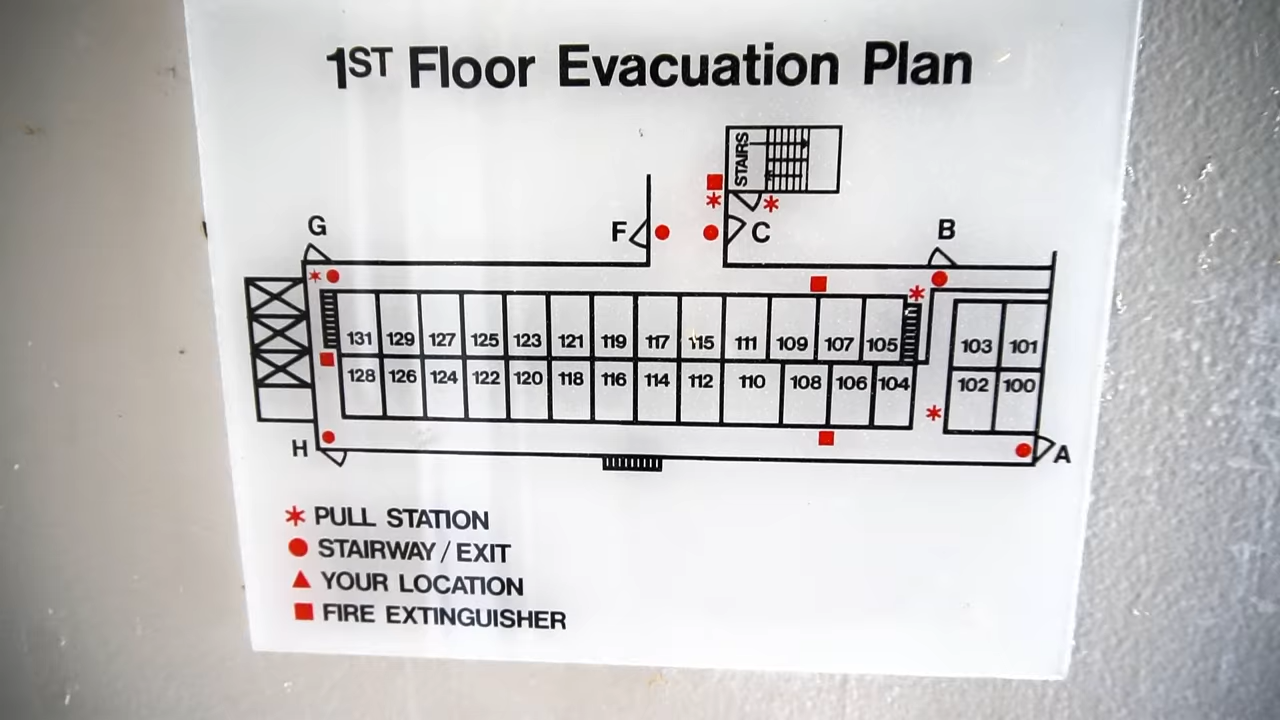 1ST Floor Evacuation Plan
STAIRS
G
F
C
B
131 129 127 125 123 121 119 117 115 111 109 107 105
103 101
128 126 124 122 120 118 116 114 112 110 108 106 104
102 100
H
A
PULL STATION
STAIRWAY / EXIT
YOUR LOCATION
FIRE EXTINGUISHER